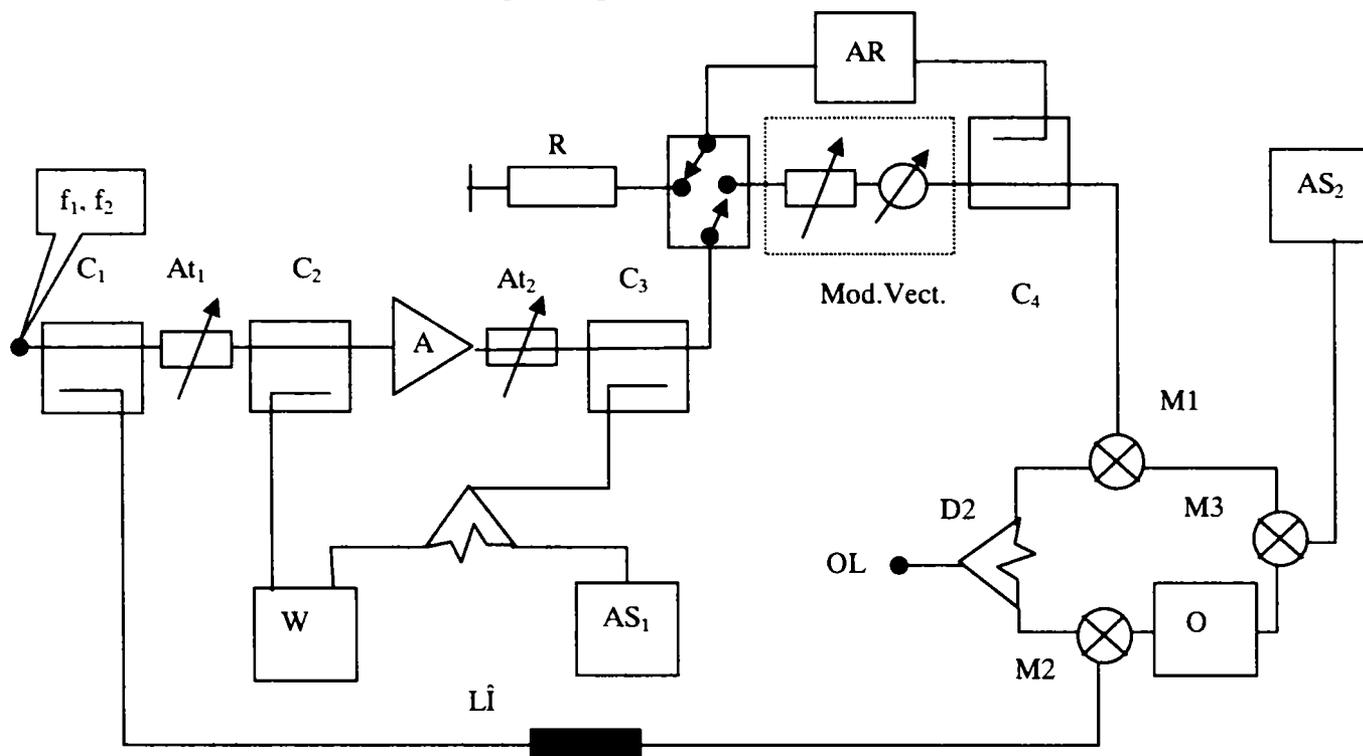 AR
R
AS₂
f₁, f₂
C₁
At₁
C₂
At₂
C₃
Mod.Vect.
C₄
A
M1
D2
M3
OL
W
AS₁
O
M2
LÎ